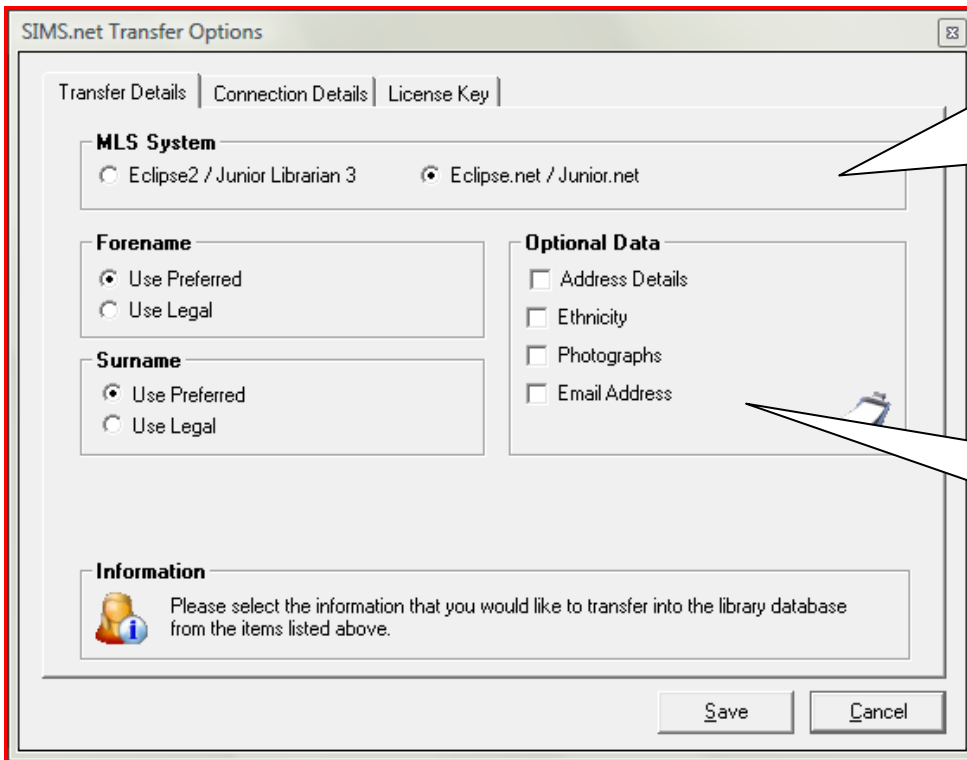 SIMS.net Transfer Options
Transfer Details Connection Details License Key
MLS System
Eclipse2 / Junior Librarian 3 Eclipse.net / Junior.net
Forename
Use Preferred
Use Legal
Surname
Use Preferred
Use Legal
Optional Data
Address Details
Ethnicity
Photographs
Email Address
Information
Please select the information that you would like to transfer into the library database
from the items listed above.
Save Cancel